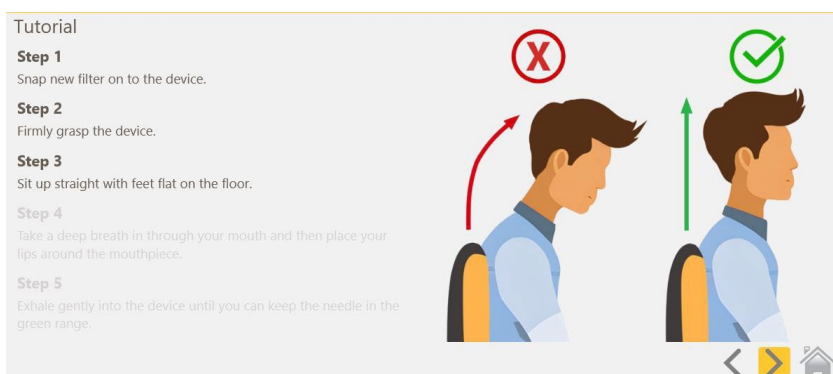 Tutorial
Step 1
Snap new filter on to the device.
Step 2
Firmly grasp the device.
Step 3
Sit up straight with feet flat on the floor.
Step 4
Take a deep breath in through your mouth and then place your
lips around the mouthpiece.
Step 5
Exhale gently into the device until you can keep the needle in the
green range.
X